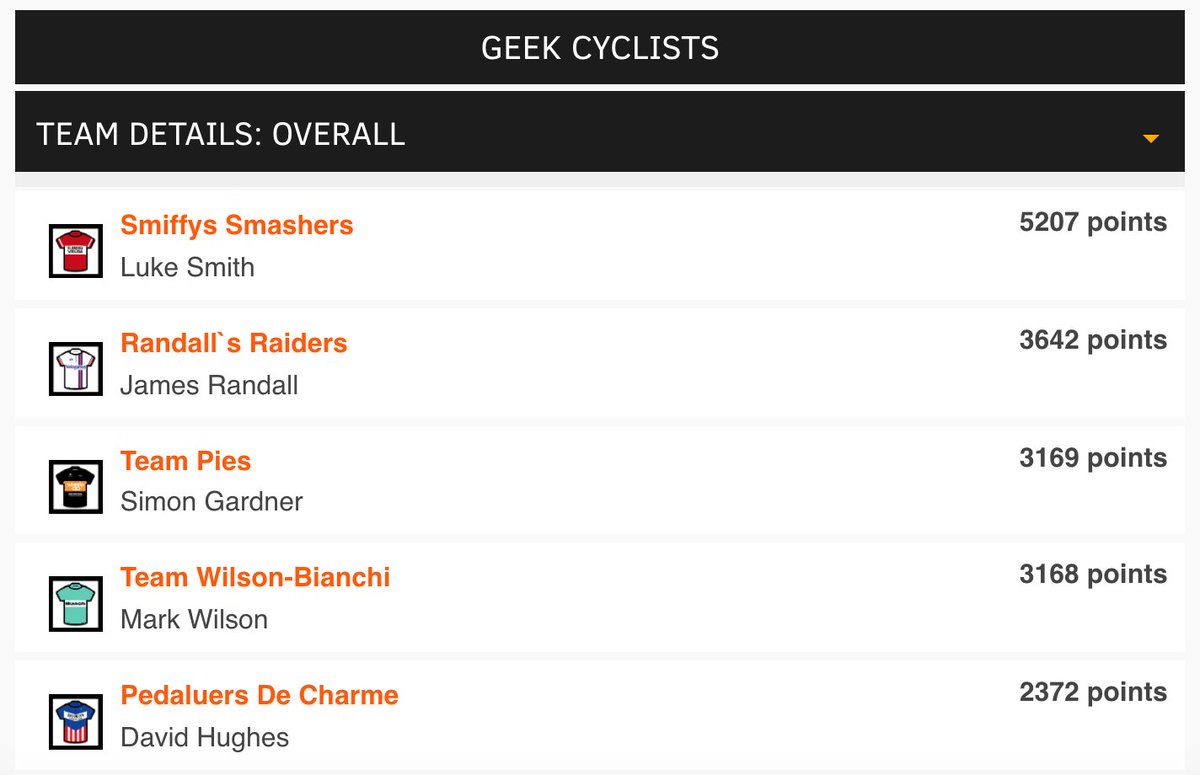 GEEK CYCLISTS
TEAM DETAILS: OVERALL
Smiffys Smashers
5207 points
Luke Smith
Randall`s Raiders
3642 points
James Randall
Team Pies
3169 points
Simon Gardner
Team Wilson-Bianchi
3168 points
Mark Wilson
Pedaluers De Charme
2372 points
David Hughes